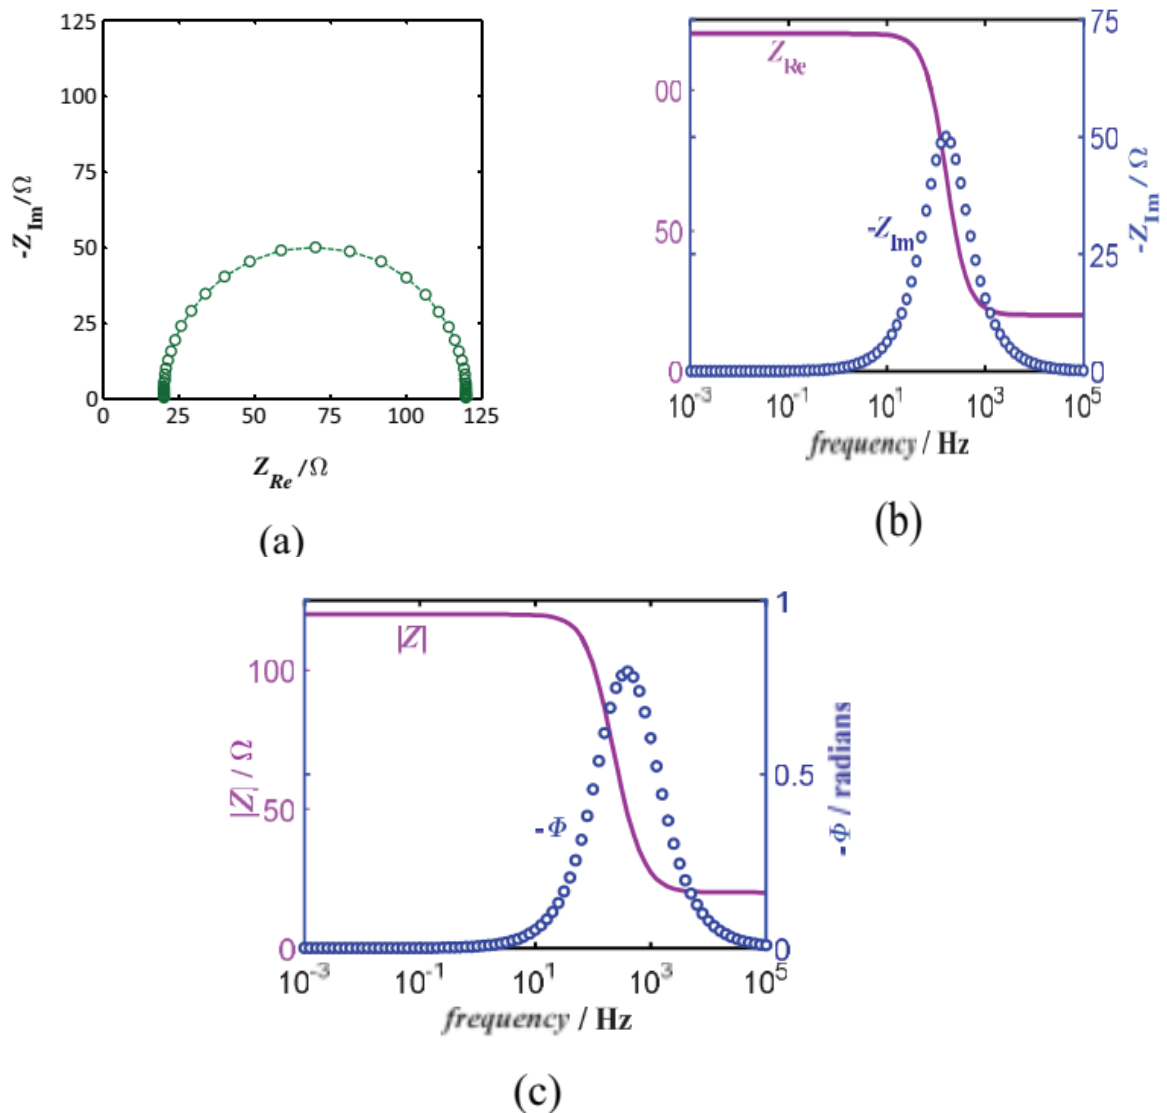 125
100
75
50
25
0
-Z_Im/Ω
0 25 50 75 100 125
Z_Re/Ω
(a)
00
50
0
Z_Re
-Z_Im
75
50
25
0
-Z_Im / Ω
10^-3 10^-1 10^1 10^3 10^5
frequency / Hz
(b)
|Z| / Ω
100
50
0
|Z|
-Φ
1
0.5
0
-Φ / radians
10^-3 10^-1 10^1 10^3 10^5
frequency / Hz
(c)